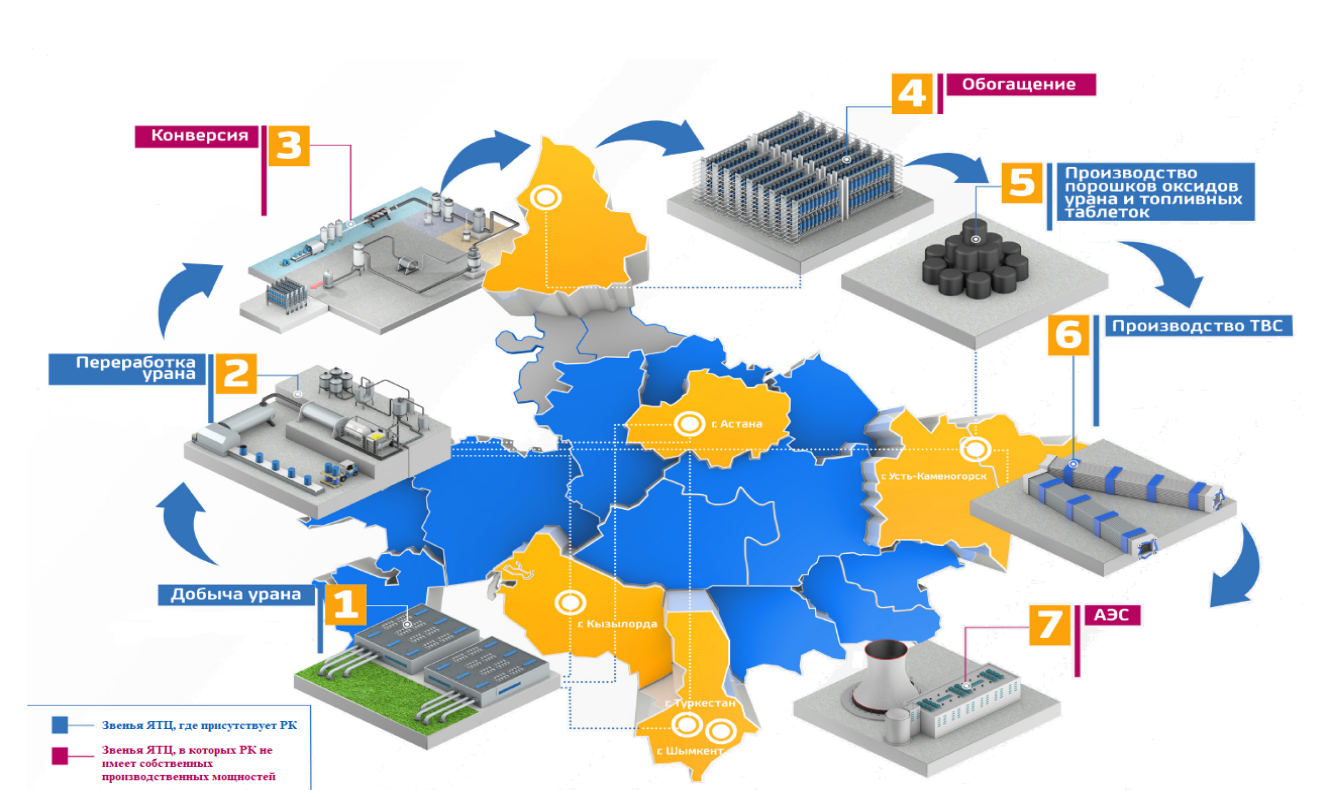 4
Обогащение
Конверсия
3
5
Производство
порошков оксидов
урана и топливных
таблеток
6
Производство ТВС
Переработка
урана
2
г. Астана
г. Усть-Каменогорск
Добыча урана
1
г. Кызылорда
7
АЭС
г. Туркестан
г. Шымкент
Звенья ЯТЦ, где присутствует РК
Звенья ЯТЦ, в которых РК не
имеет собственных
производственных мощностей